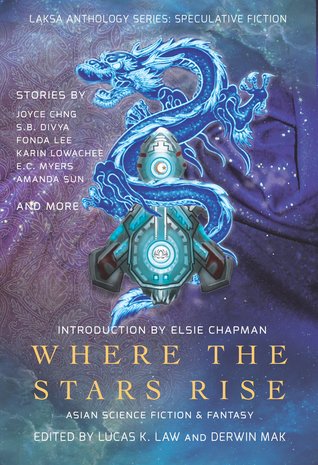 LAKSA ANTHOLOGY SERIES: SPECULATIVE FICTION
STORIES BY
JOYCE CHNG
S.B. DIVYA
FONDA LEE
KARIN LOWACHEE
E.C. MYERS
AMANDA SUN
AND MORE
INTRODUCTION BY ELSIE CHAPMAN
WHERE THE
STARS RISE
ASIAN SCIENCE FICTION & FANTASY
EDITED BY LUCAS K. LAW AND DERWIN MAK